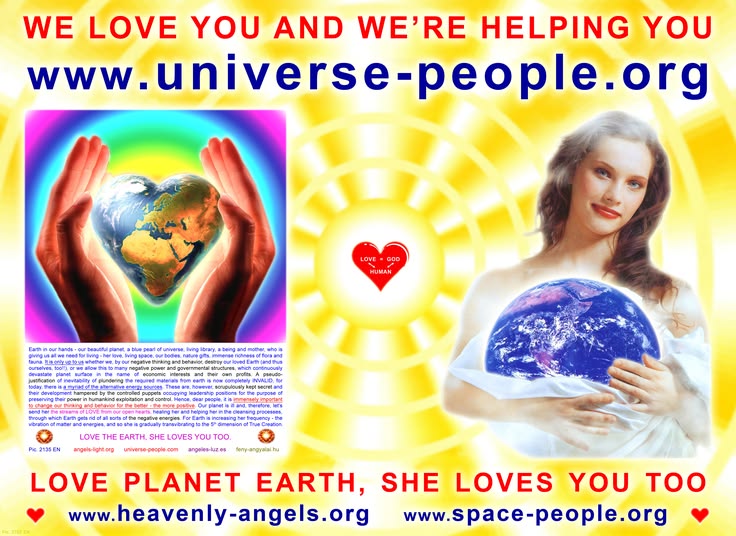 WE LOVE YOU AND WE'RE HELPING YOU
www.universe-people.org
LOVE = GOD
HUMAN
Earth in our hands - our beautiful planet, a blue pearl of universe, living library, a being and mother, who is
giving us all we need for living - her love, living space, our bodies, nature gifts, immense richness of flora and
fauna. It is only up to us whether we, by our negative thinking and behavior, destroy our loved Earth (and thus
ourselves, too!), or we allow this to many negative power and governmental structures, which continuously
devastate planet surface in the name of economic interests and their own profits. A pseudo-
justification of inevitability of plundering the required materials from earth is now completely INVALID, for
today, there is a myriad of the alternative energy sources. These are, however, scrupulously kept secret and
their development hampered by the controlled puppets occupying leadership positions for the purpose of
preserving their power in humankind exploitation and control. Hence, dear people, it is immensely important
to change our thinking and behavior for the better - the more positive. Our planet is ill and, therefore, let's
send her the streams of LOVE from our open hearts, healing her and helping her in the cleansing processes,
through which Earth gets rid of all sorts of the negative energies. For Earth is increasing her frequency - the
vibration of matter and energies, and so she is gradually transvibrating to the 5th dimension of True Creation.
LOVE THE EARTH, SHE LOVES YOU TOO.
Pic. 2135 EN angels-light.org universe-people.com angeles-luz.es feny-angyalai.hu
LOVE PLANET EARTH, SHE LOVES YOU TOO
www.heavenly-angels.org www.space-people.org